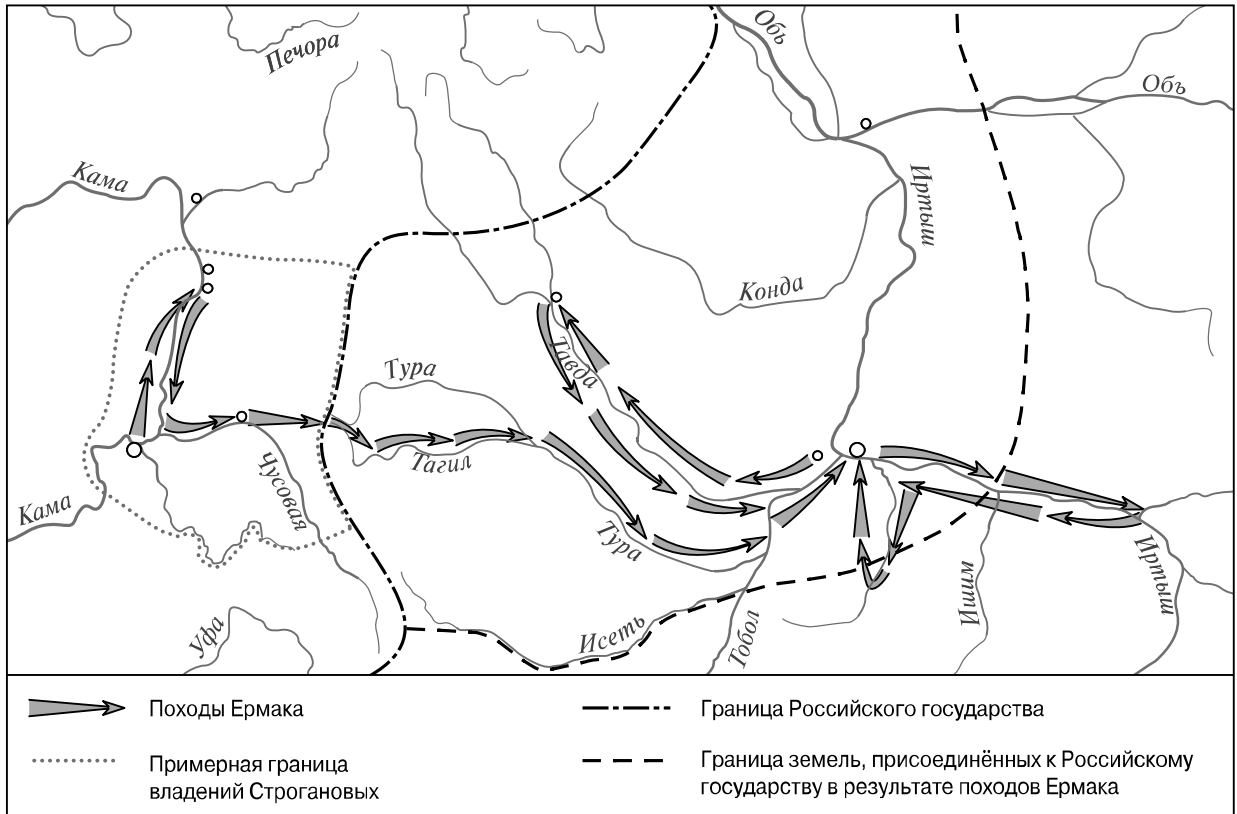 Печора
Обь
Обь
Кама
Иртыш
Конда
Тавда
Тура
Тагил
Чусовая
Кама
Тура
Иртыш
Ишим
Тобол
Исеть
Уфа
Походы Ермака
Примерная граница
владений Строгановых
Граница Российского государства
Граница земель, присоединённых к Российскому
государству в результате походов Ермака